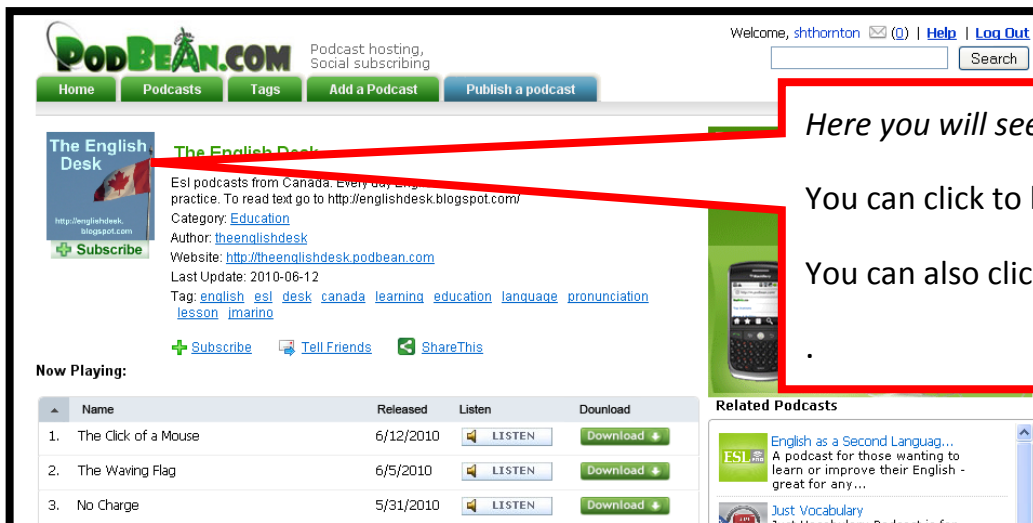 PODBEAN.COM
Podcast hosting,
Social subscribing
Welcome, shthornton (0) | Help | Log Out
Search
Home Podcasts Tags Add a Podcast Publish a podcast
Here you will see
You can click to
You can also clic
.
The English
Desk
http://englishdesk.
blogspot.com
Subscribe
The English Desk
Esl podcasts from Canada. Every day
practice. To read text go to http://englishdesk.blogspot.com/
Category: Education
Author: theenglishdesk
Website: http://theenglishdesk.podbean.com
Last Update: 2010-06-12
Tag: english esl desk canada learning education language pronunciation
lesson jmarino
Subscribe Tell Friends ShareThis
Now Playing:
Name Released Listen Dounload
1. The Click of a Mouse 6/12/2010 LISTEN Download
2. The Waving Flag 6/5/2010 LISTEN Download
3. No Charge 5/31/2010 LISTEN Download
Related Podcasts
ESL
English as a Second Languag...
A podcast for those wanting to
learn or improve their English -
great for any...
Just Vocabulary